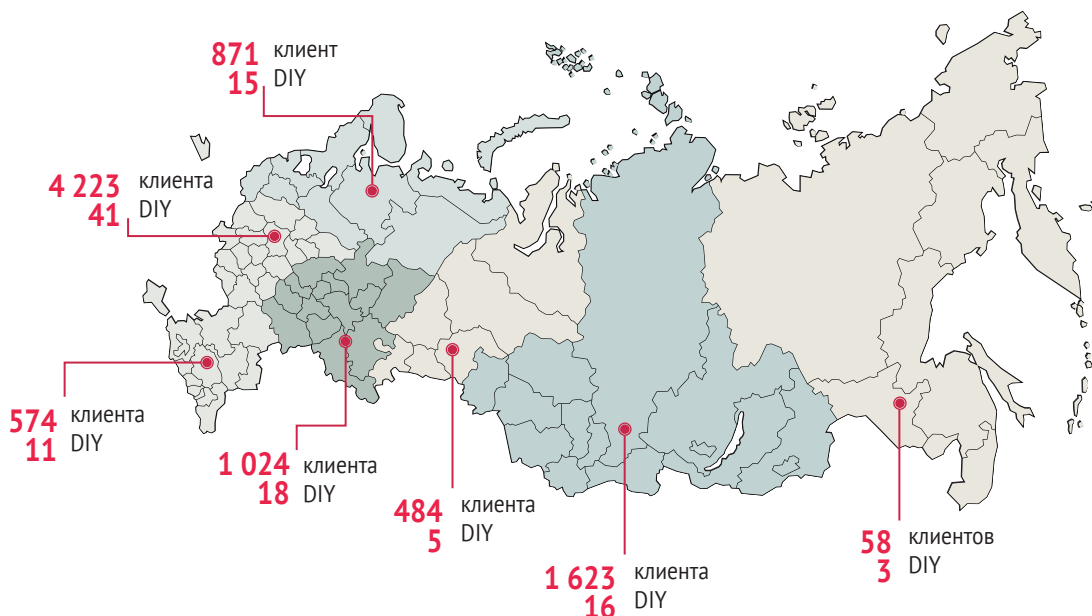 871 клиент
15 DIY
4 223 клиента
41 DIY
574 клиента
11 DIY
1 024 клиента
18 DIY
484 клиента
5 DIY
1 623 клиента
16 DIY
58 клиентов
3 DIY